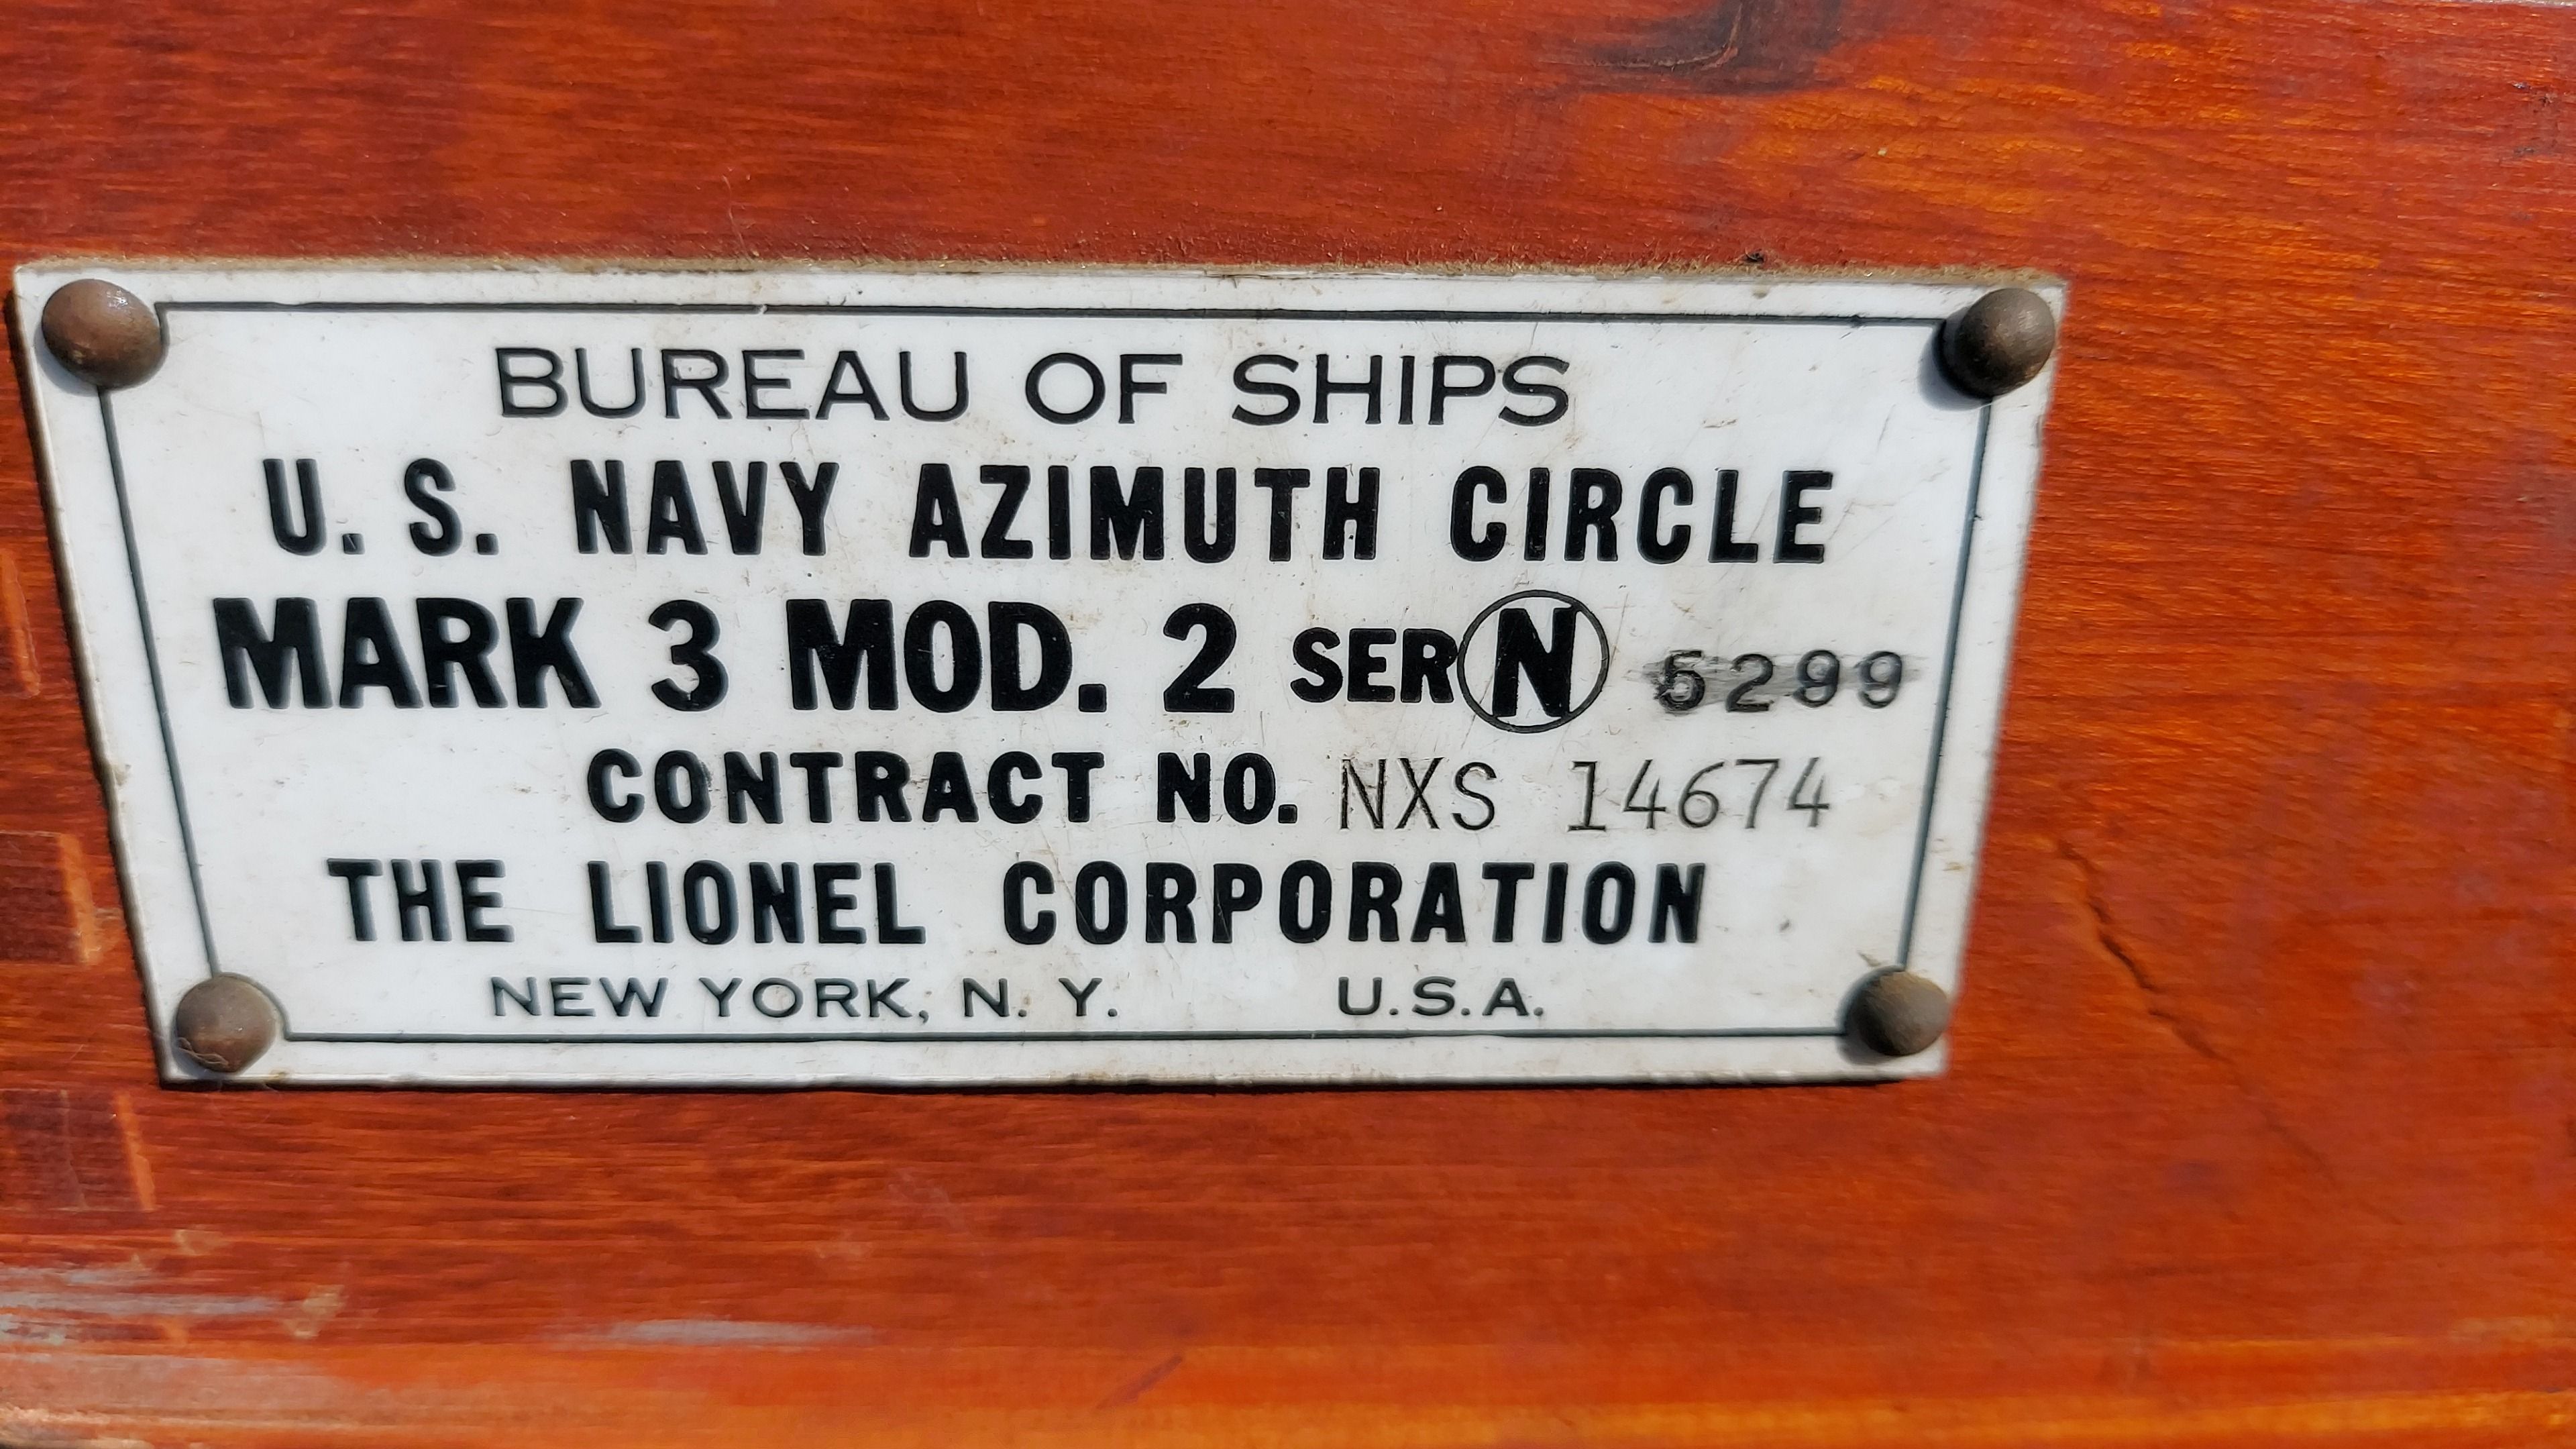 BUREAU OF SHIPS
U. S. NAVY AZIMUTH CIRCLE
MARK 3 MOD. 2 SER N 5299
CONTRACT NO. NXS 14674
THE LIONEL CORPORATION
NEW YORK, N. Y. U.S.A.